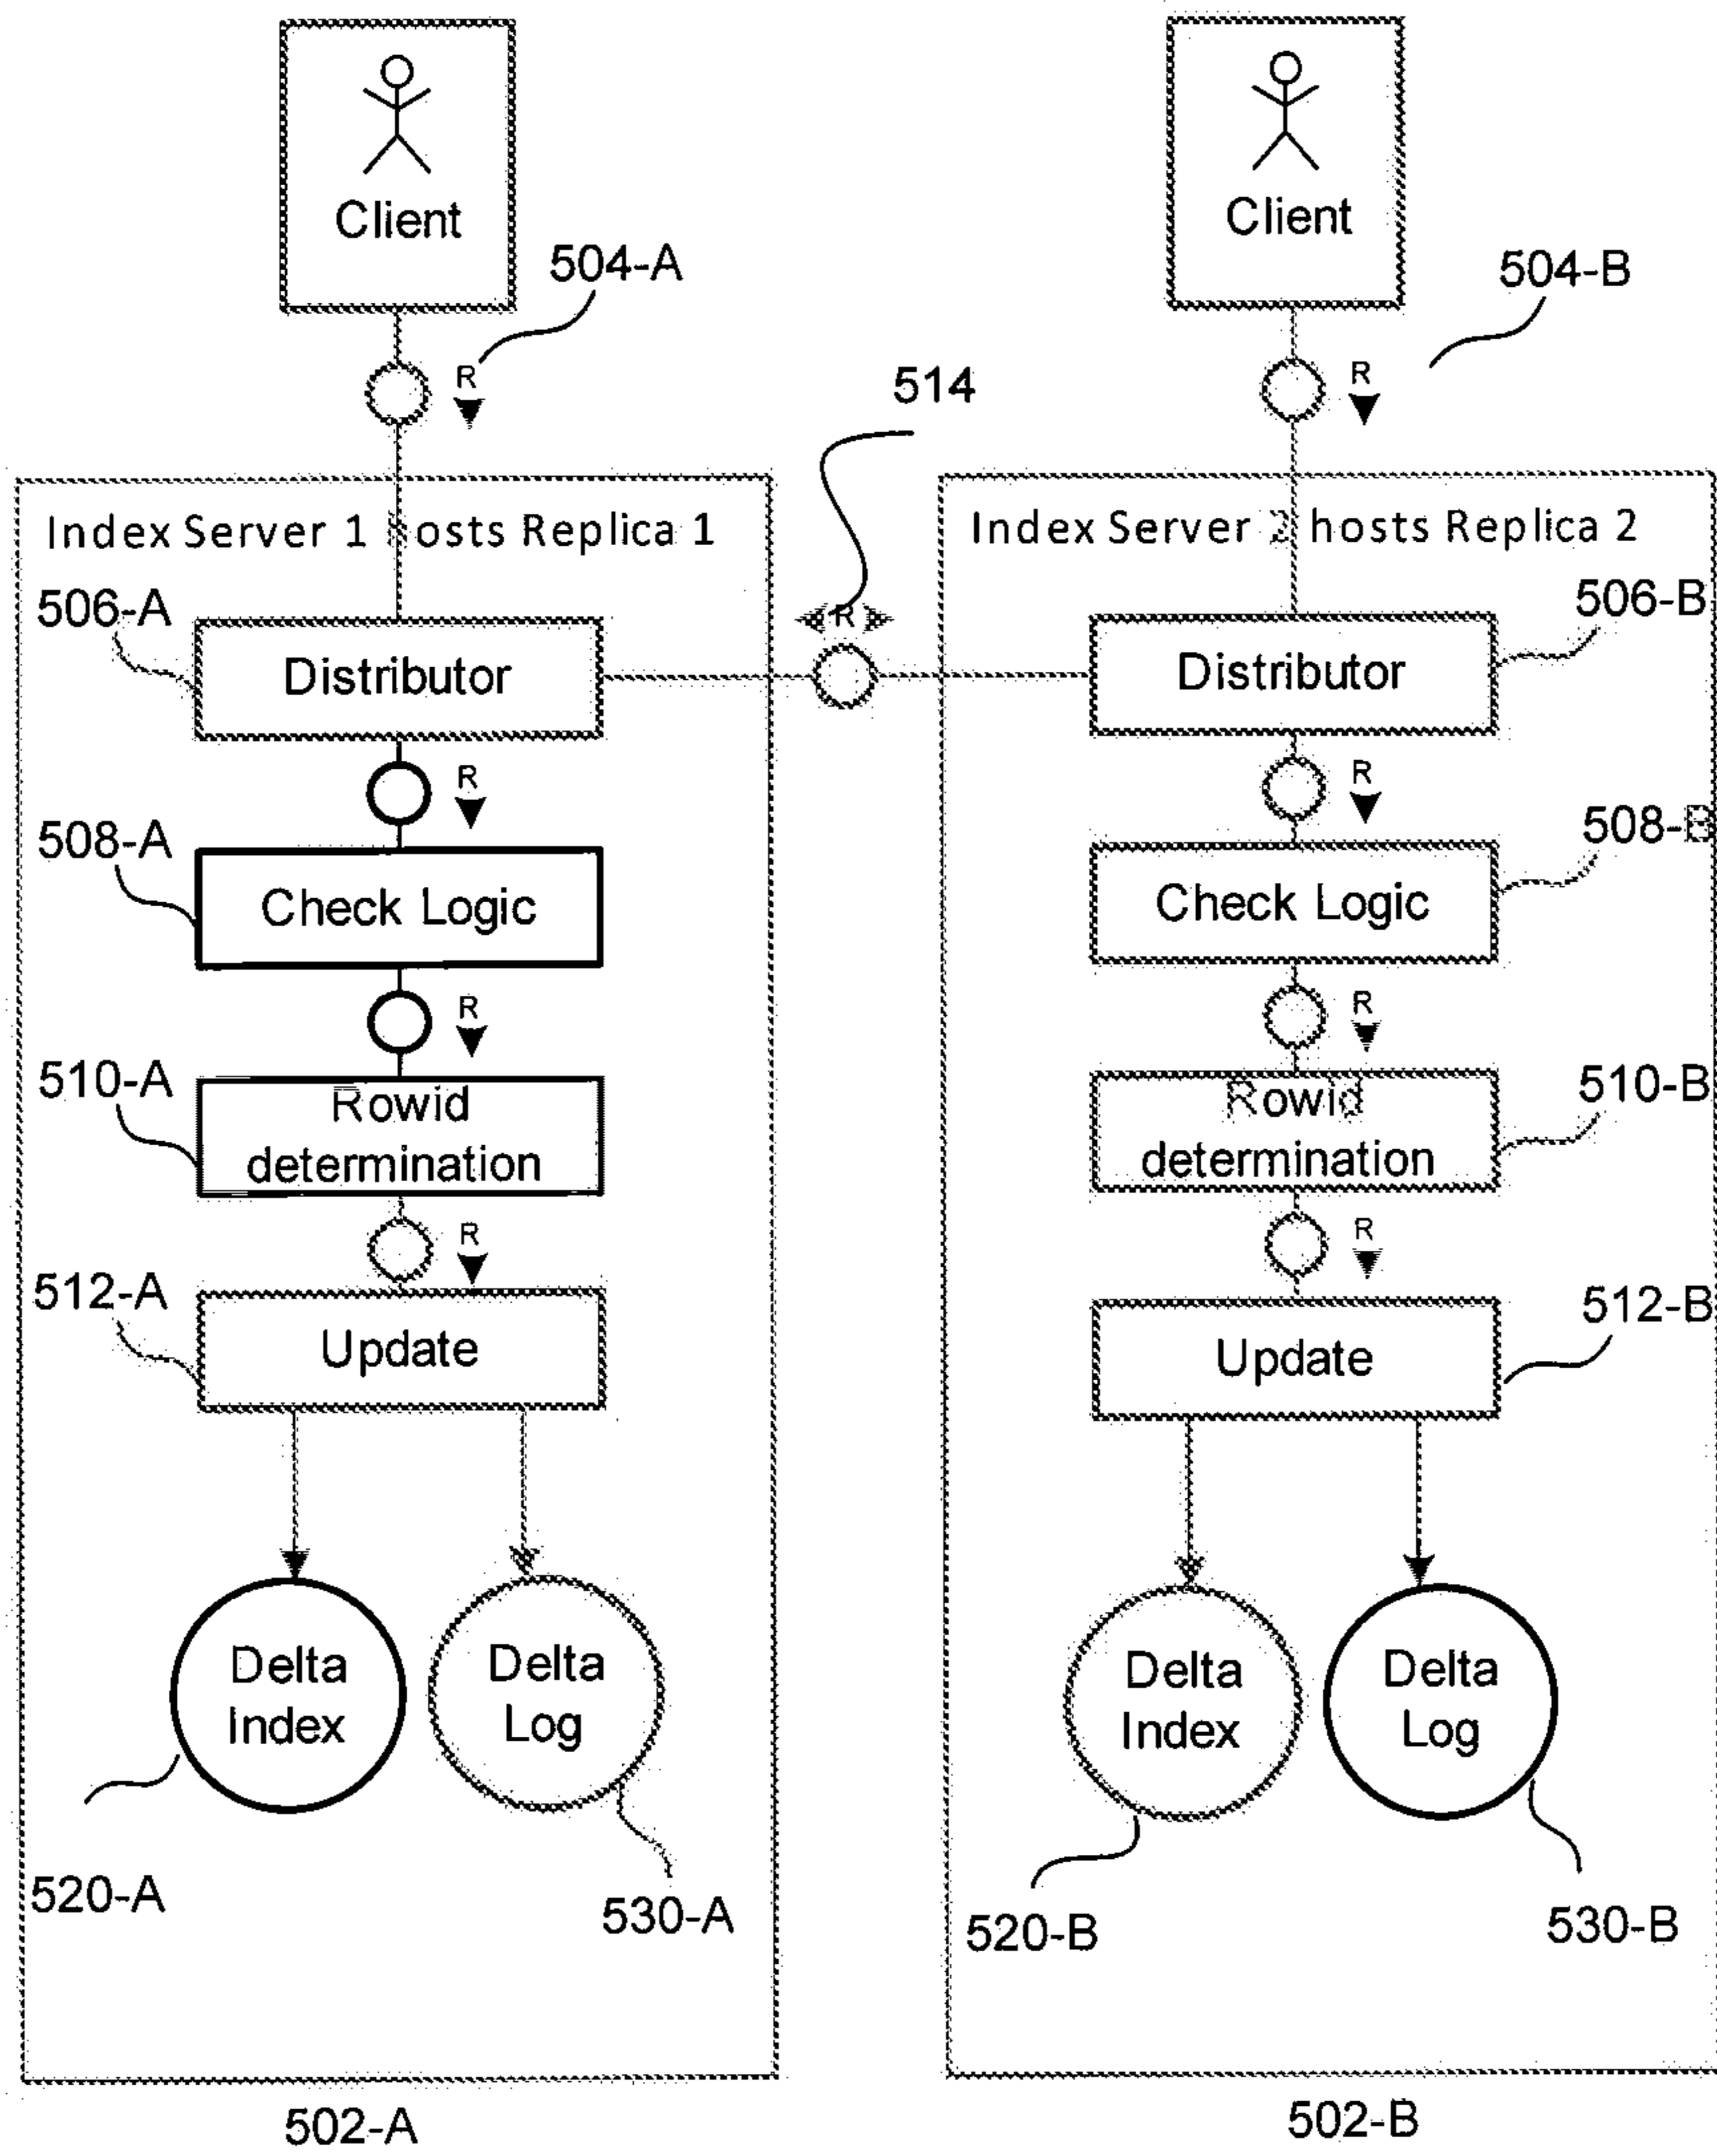 Client
504-A
R
Index Server 1 hosts Replica 1
506-A
Distributor
R
508-A
Check Logic
R
510-A
Rowid
determination
R
512-A
Update
Delta
Index
Delta
Log
520-A
530-A
502-A
514
R
Client
504-B
R
Index Server 2 hosts Replica 2
506-B
Distributor
R
508-B
Check Logic
R
510-B
Rowid
determination
R
512-B
Update
Delta
Index
Delta
Log
520-B
530-B
502-B